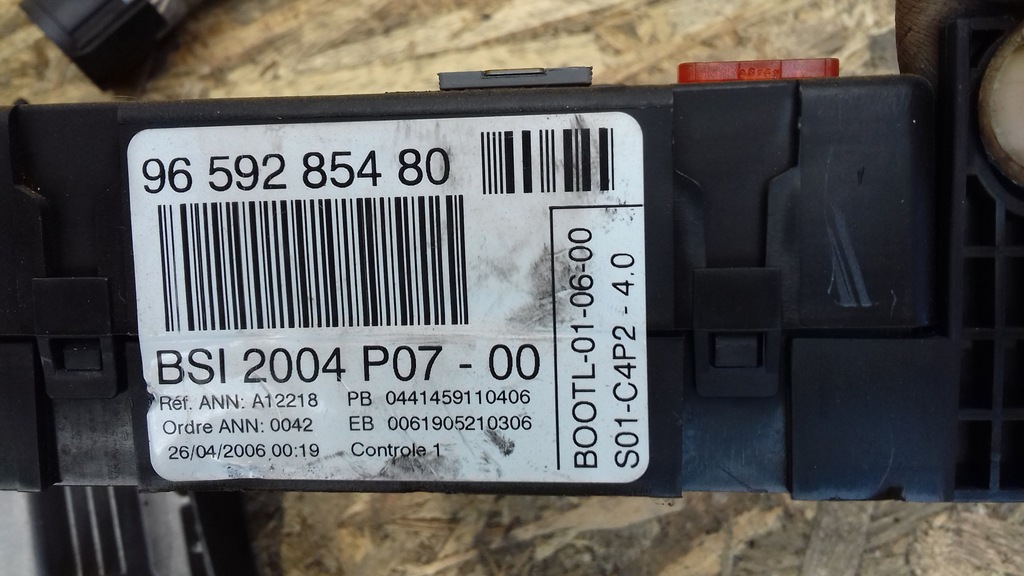 96 592 854 80
BSI 2004 P07 - 00
Réf. ANN: A12218 PB 0441459110406
Ordre ANN: 0042 EB 0061905210306
26/04/2006 00:19 Controle 1
BOOTL-01-06-00
S01-C4P2 - 4.0